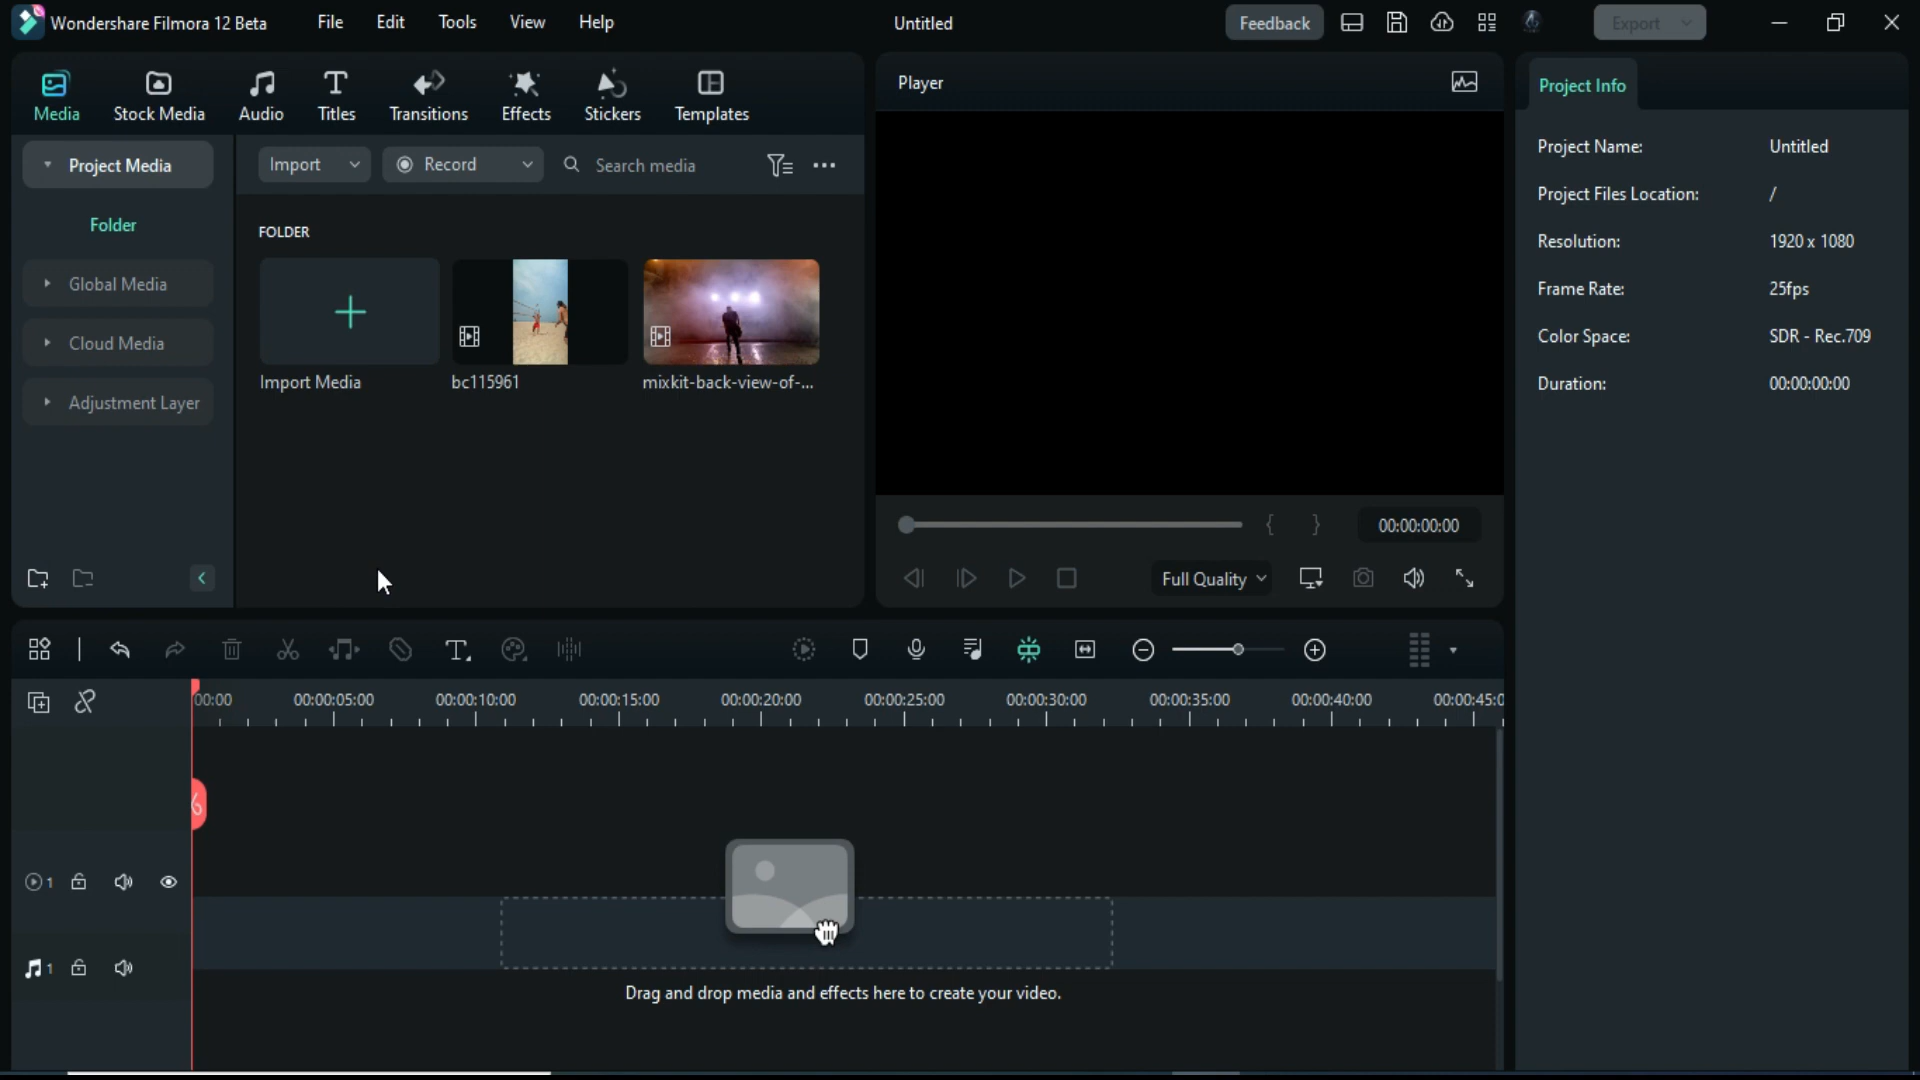 Wondershare Filmora 12 Beta
File
Edit
Tools
View
Help
Untitled
Feedback
Export
Media
Stock Media
Audio
Titles
Transitions
Effects
Stickers
Templates
Player
Project Info
Project Media
Import
Record
Search media
Folder
Global Media
Cloud Media
Adjustment Layer
FOLDER
Import Media
bc115961
mixkit-back-view-of-...
Project Name: Untitled
Project Files Location: /
Resolution: 1920 x 1080
Frame Rate: 25fps
Color Space: SDR - Rec.709
Duration: 00:00:00:00
{ } 00:00:00:00
Full Quality
00:00 00:00:05:00 00:00:10:00 00:00:15:00 00:00:20:00 00:00:25:00 00:00:30:00 00:00:35:00 00:00:40:00 00:00:45:0
1
1
Drag and drop media and effects here to create your video.